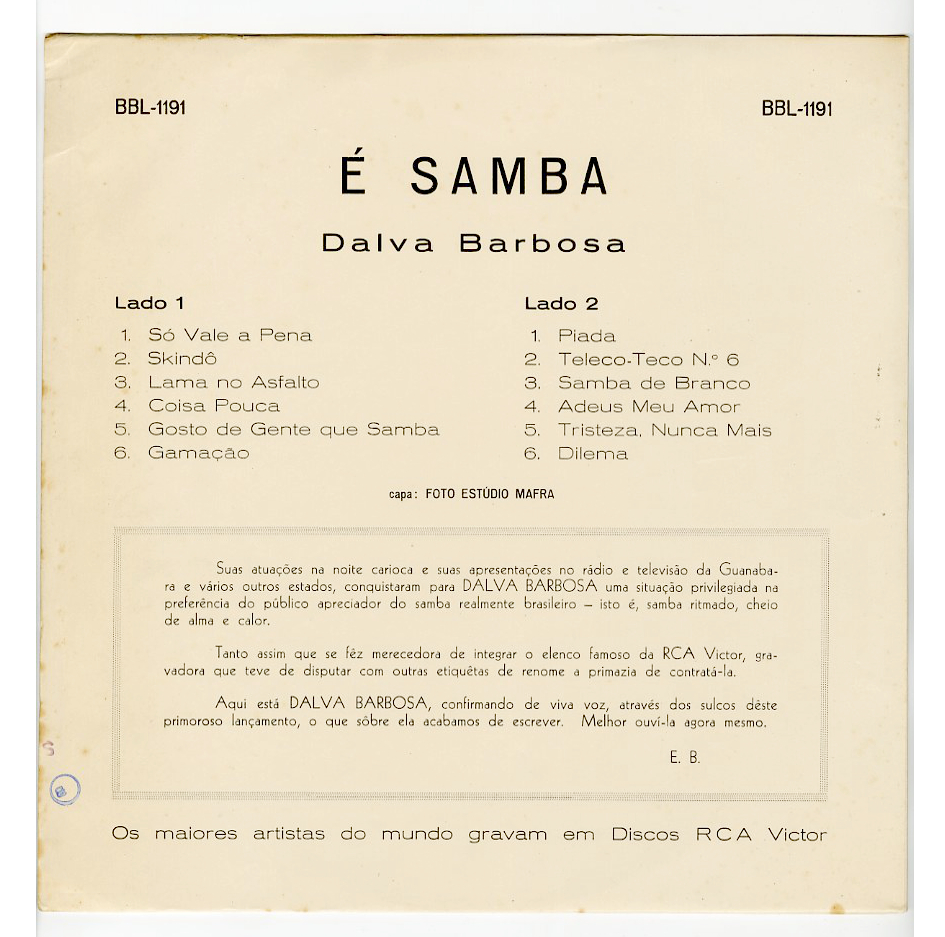 BBL-1191
BBL-1191
É SAMBA
Dalva Barbosa
Lado 1
1. Só Vale a Pena
2. Skindô
3. Lama no Asfalto
4. Coisa Pouca
5. Gosto de Gente que Samba
6. Gamação
Lado 2
1. Piada
2. Teleco-Teco N.º 6
3. Samba de Branco
4. Adeus Meu Amor
5. Tristeza, Nunca Mais
6. Dilema
capa: FOTO ESTÚDIO MAFRA
Suas atuações na noite carioca e suas apresentações no rádio e televisão da Guanaba-
ra e vários outros estados, conquistaram para DALVA BARBOSA uma situação privilegiada na
preferência do público apreciador do samba realmente brasileiro – isto é, samba ritmado, cheio
de alma e calor.
Tanto assim que se fêz merecedora de integrar o elenco famoso da RCA Victor, gra-
vadora que teve de disputar com outras etiquêtas de renome a primazia de contratá-la.
Aqui está DALVA BARBOSA, confirmando de viva voz, através dos sulcos dêste
primoroso lançamento, o que sôbre ela acabamos de escrever. Melhor ouví-la agora mesmo.
E. B.
S
Os maiores artistas do mundo gravam em Discos RCA Victor